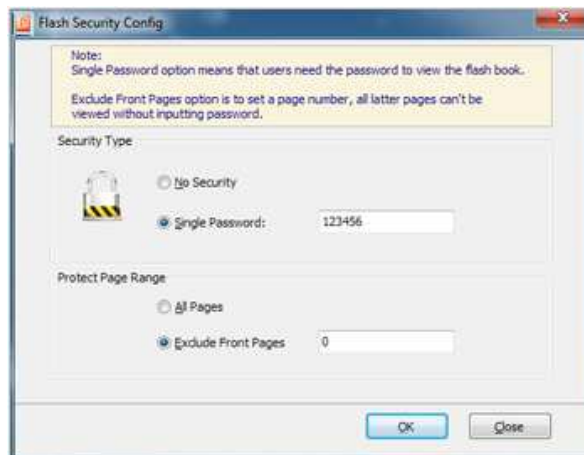 Flash Security Config
Note:
Single Password option means that users need the password to view the flash book.
Exclude Front Pages option is to set a page number, all latter pages can't be
viewed without inputting password.
Security Type
No Security
Single Password: 123456
Protect Page Range
All Pages
Exclude Front Pages 0
OK Close